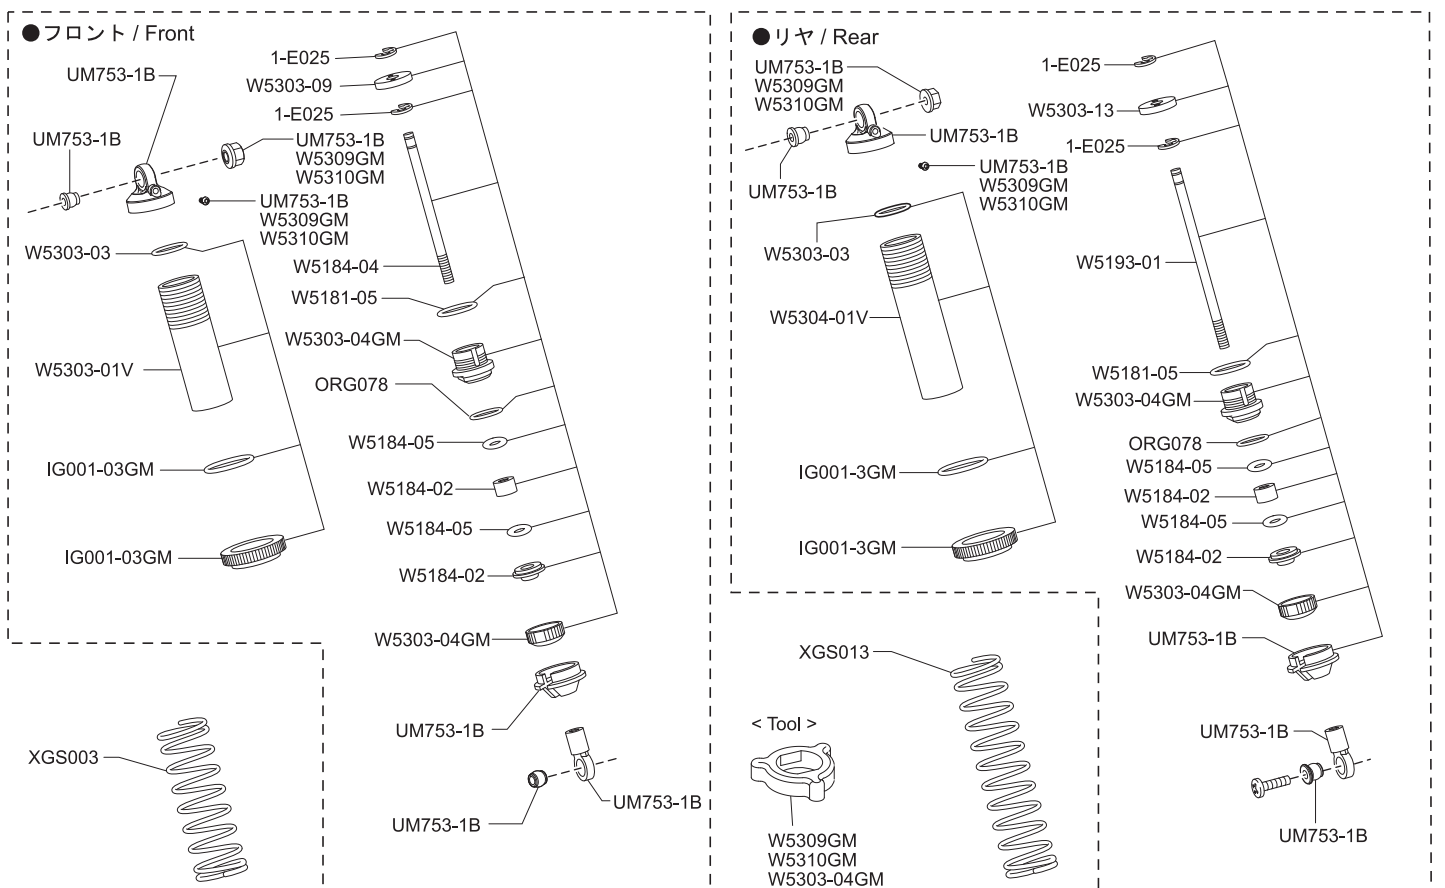 ●フロント / Front
1-E025
UM753-1B
W5303-09
1-E025
UM753-1B
UM753-1B
W5309GM
W5310GM
UM753-1B
W5309GM
W5310GM
W5303-03
W5184-04
W5181-05
W5303-04GM
W5303-01V
ORG078
W5184-05
IG001-03GM
W5184-02
W5184-05
IG001-03GM
W5184-02
W5303-04GM
UM753-1B
XGS003
UM753-1B
UM753-1B
●リヤ / Rear
UM753-1B
W5309GM
W5310GM
1-E025
W5303-13
UM753-1B
1-E025
UM753-1B
UM753-1B
W5309GM
W5310GM
W5303-03
W5193-01
W5304-01V
W5181-05
W5303-04GM
ORG078
W5184-05
IG001-3GM
W5184-02
W5184-05
IG001-3GM
W5184-02
W5303-04GM
UM753-1B
XGS013
< Tool >
UM753-1B
UM753-1B
W5309GM
W5310GM
W5303-04GM